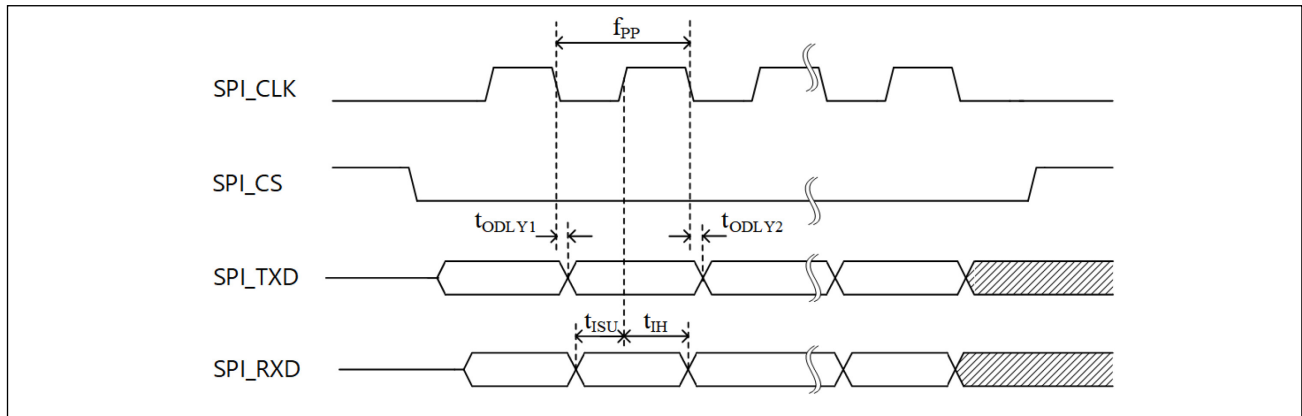 fPP
SPI_CLK
SPI_CS
tODLY1 tODLY2
SPI_TXD
tISU tIH
SPI_RXD